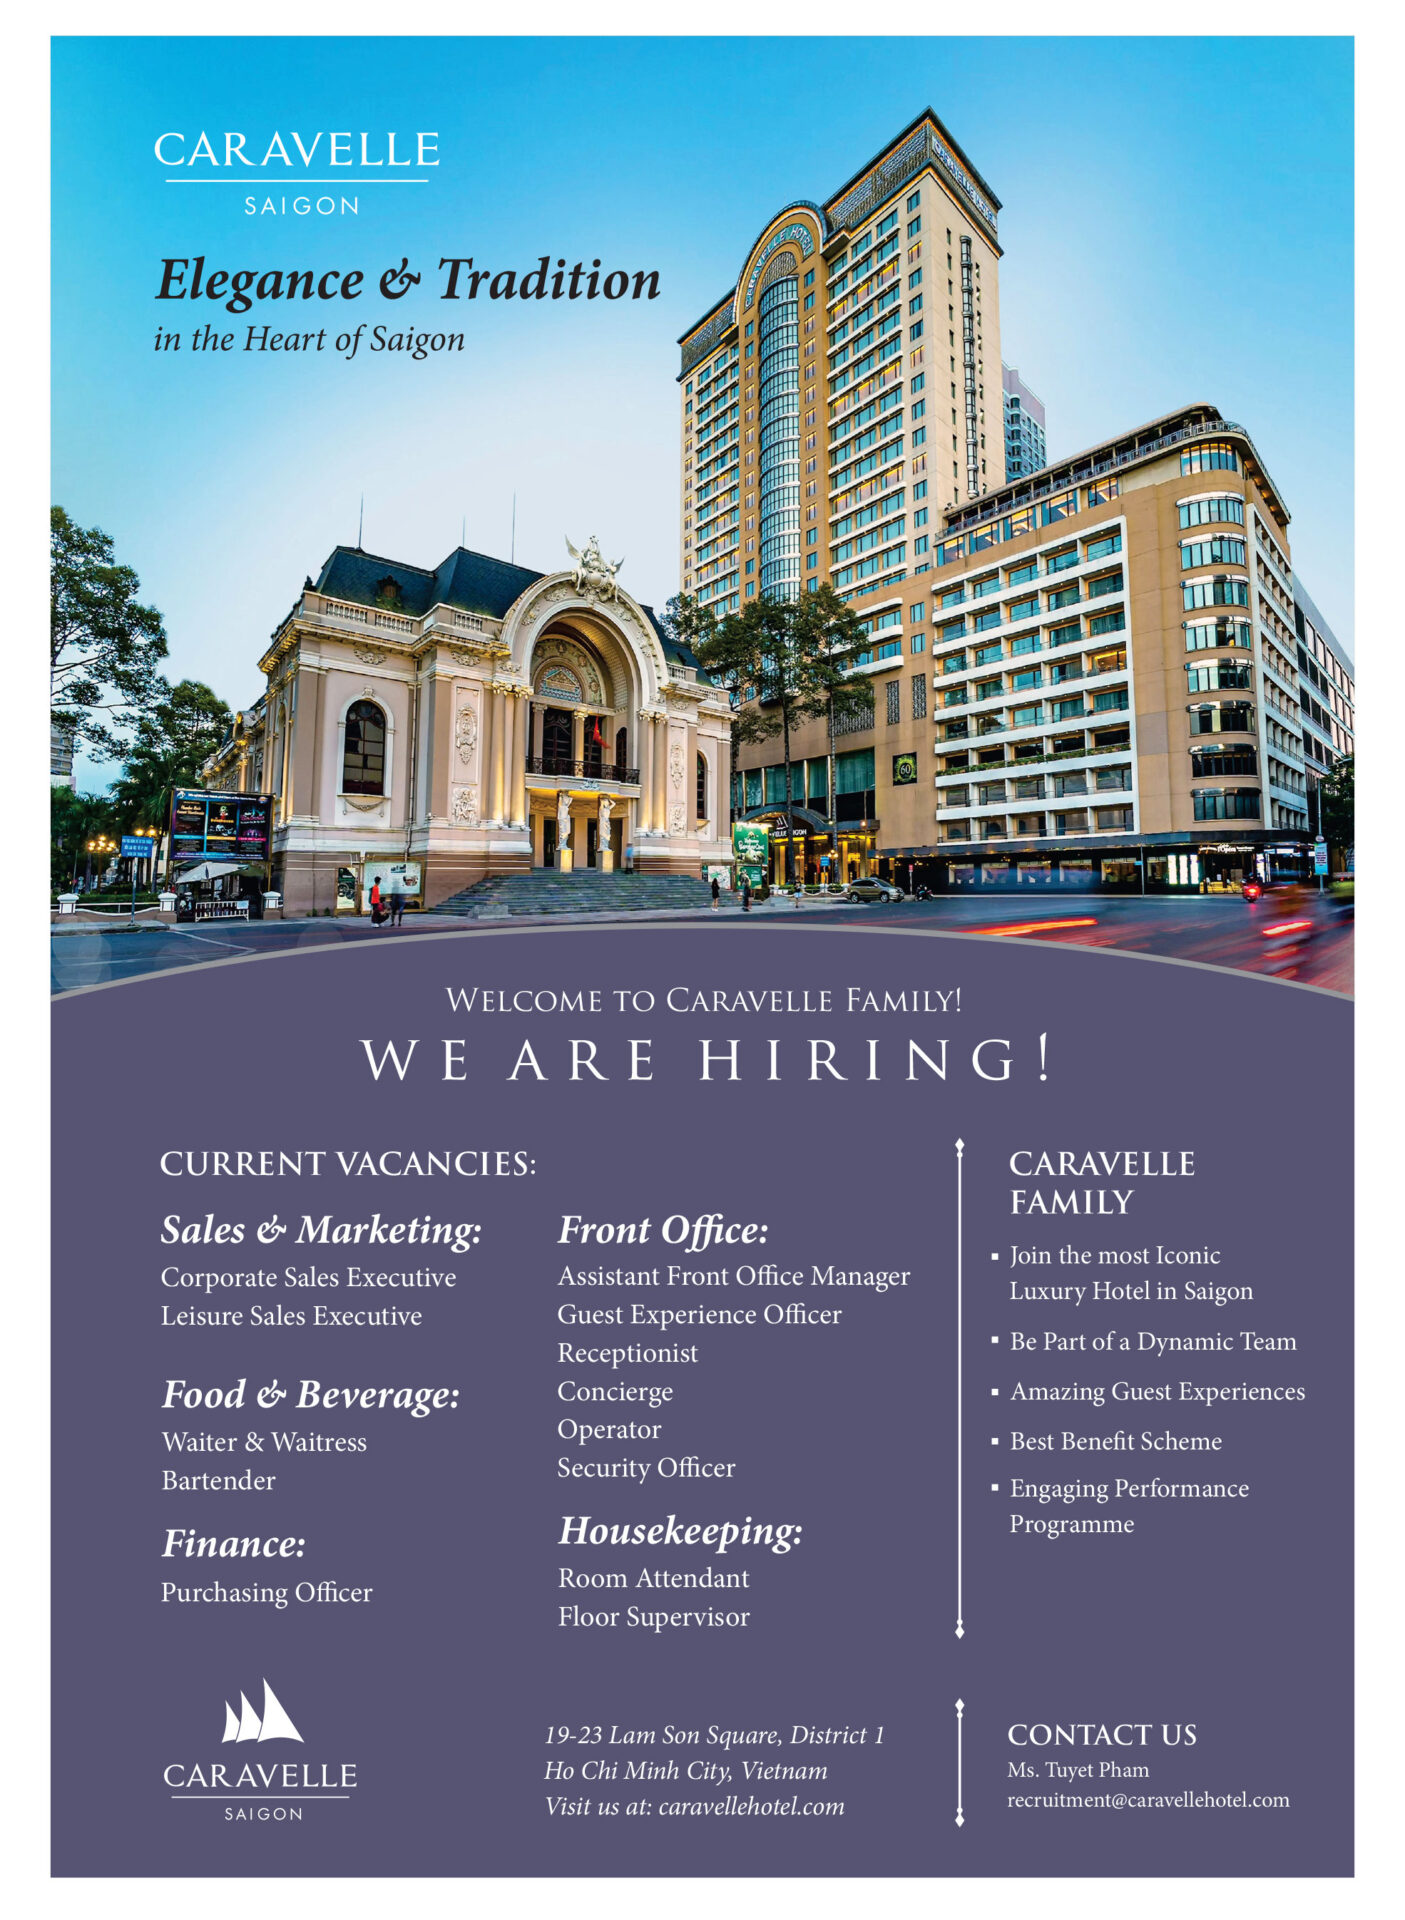 CARAVELLE
SAIGON
Elegance & Tradition
in the Heart of Saigon
CARAVELLE HOTEL
60
WELCOME TO CARAVELLE FAMILY!
WE ARE HIRING!
CURRENT VACANCIES:
Sales & Marketing:
Corporate Sales Executive
Leisure Sales Executive
Food & Beverage:
Waiter & Waitress
Bartender
Finance:
Purchasing Officer
Front Office:
Assistant Front Office Manager
Guest Experience Officer
Receptionist
Concierge
Operator
Security Officer
Housekeeping:
Room Attendant
Floor Supervisor
CARAVELLE
FAMILY
▪ Join the most Iconic
Luxury Hotel in Saigon
▪ Be Part of a Dynamic Team
▪ Amazing Guest Experiences
▪ Best Benefit Scheme
▪ Engaging Performance
Programme
CARAVELLE
SAIGON
19-23 Lam Son Square, District 1
Ho Chi Minh City, Vietnam
Visit us at: caravellehotel.com
CONTACT US
Ms. Tuyet Pham
recruitment@caravellehotel.com